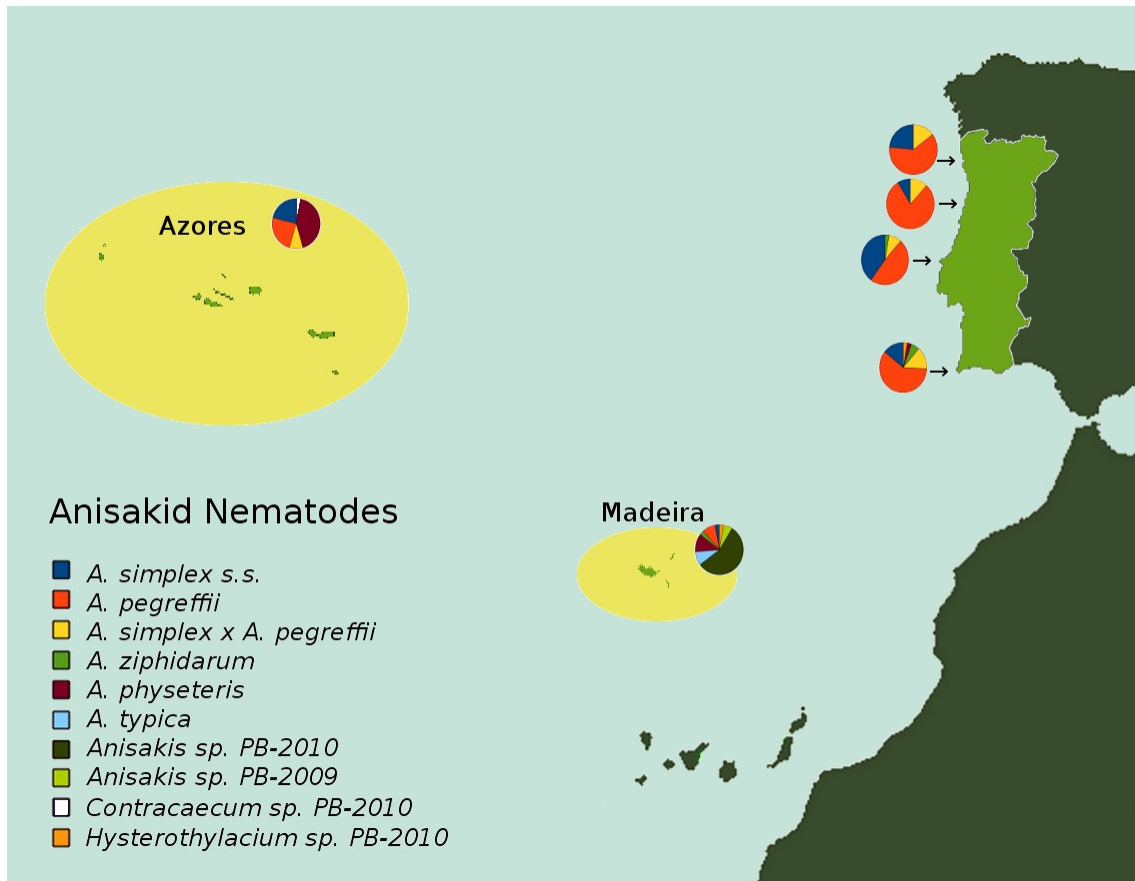 Azores
Madeira
Anisakid Nematodes
A. simplex s.s.
A. pegreffii
A. simplex x A. pegreffii
A. ziphidarum
A. physeteris
A. typica
Anisakis sp. PB-2010
Anisakis sp. PB-2009
Contracaecum sp. PB-2010
Hysterothylacium sp. PB-2010